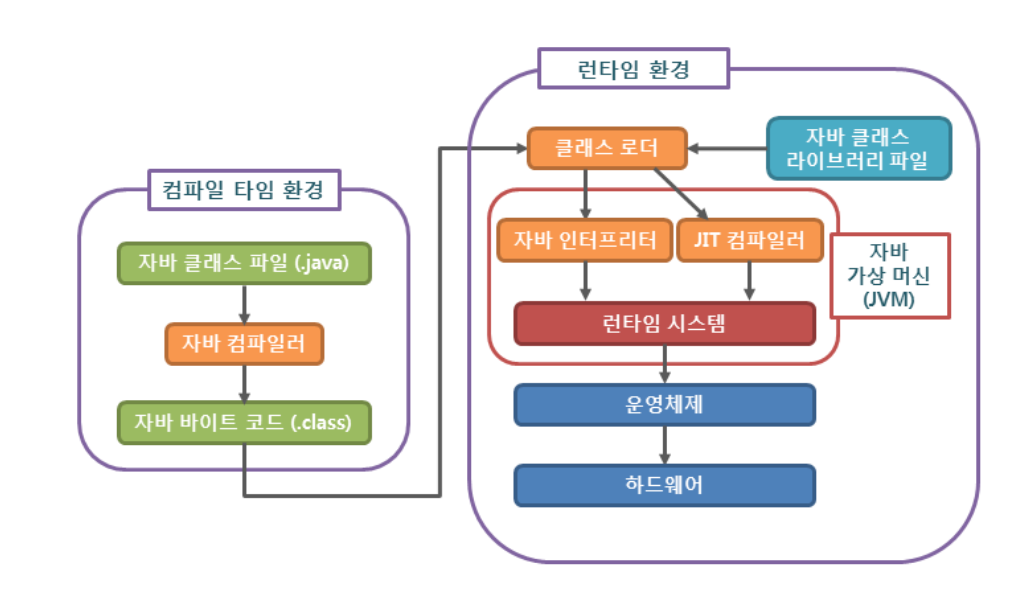 런타임 환경
클래스 로더
자바 클래스
라이브러리 파일
컴파일 타임 환경
자바 클래스 파일 (.java)
자바 컴파일러
자바 바이트 코드 (.class)
자바 인터프리터
JIT 컴파일러
자바
가상 머신
(JVM)
런타임 시스템
운영체제
하드웨어